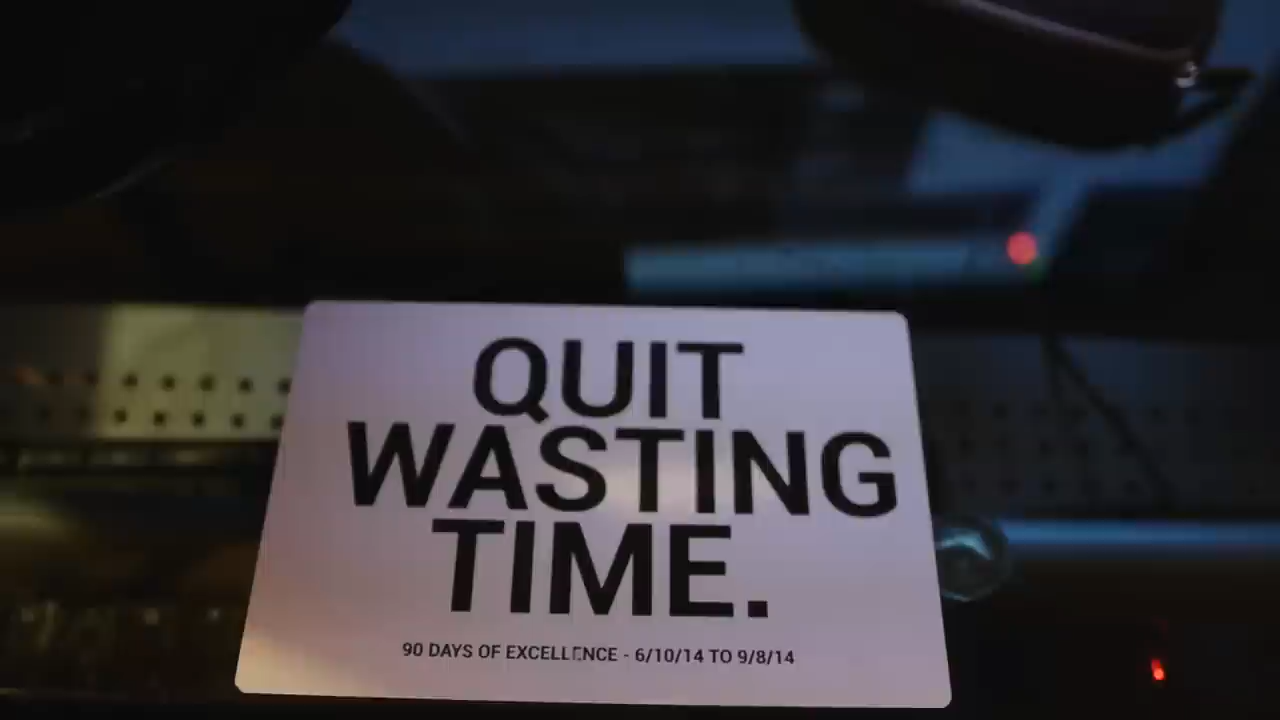 QUIT
WASTING
TIME.
90 DAYS OF EXCELLENCE - 6/10/14 TO 9/8/14